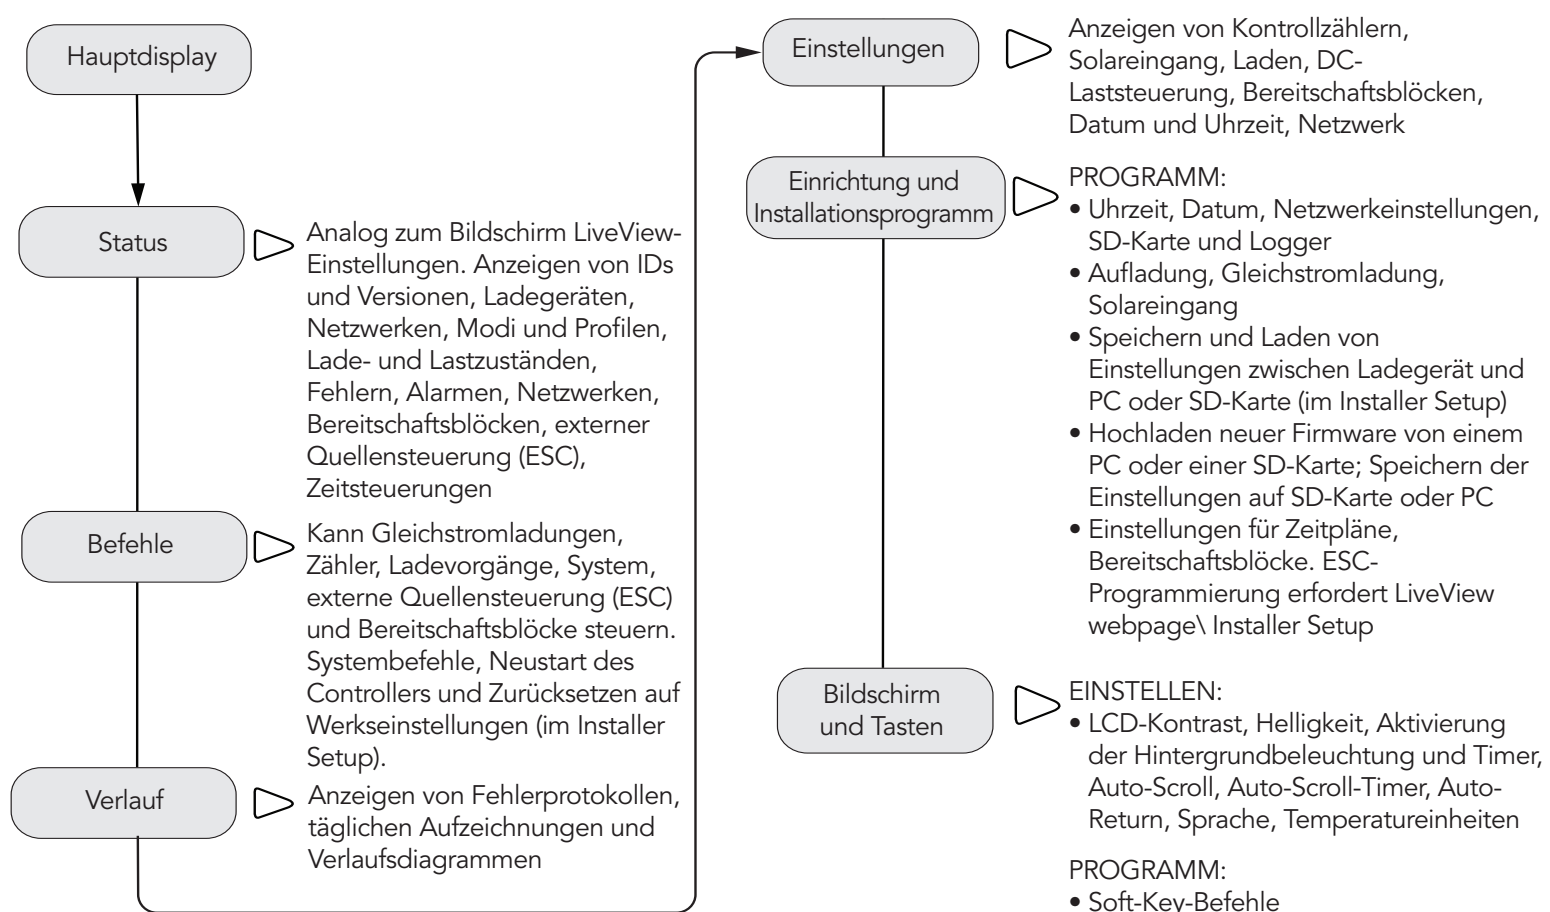 Hauptdisplay
Status
Analog zum Bildschirm LiveView-
Einstellungen. Anzeigen von IDs
und Versionen, Ladegeräten,
Netzwerken, Modi und Profilen,
Lade- und Lastzuständen,
Fehlern, Alarmen, Netzwerken,
Bereitschaftsblöcken, externer
Quellensteuerung (ESC),
Zeitsteuerungen
Befehle
Kann Gleichstromladungen,
Zähler, Ladevorgänge, System,
externe Quellensteuerung (ESC)
und Bereitschaftsblöcke steuern.
Systembefehle, Neustart des
Controllers und Zurücksetzen auf
Werkseinstellungen (im Installer
Setup).
Verlauf
Anzeigen von Fehlerprotokollen,
täglichen Aufzeichnungen und
Verlaufsdiagrammen
Einstellungen
Anzeigen von Kontrollzählern,
Solareingang, Laden, DC-
Laststeuerung, Bereitschaftsblöcken,
Datum und Uhrzeit, Netzwerk
Einrichtung und
Installationsprogramm
PROGRAMM:
• Uhrzeit, Datum, Netzwerkeinstellungen,
SD-Karte und Logger
• Aufladung, Gleichstromladung,
Solareingang
• Speichern und Laden von
Einstellungen zwischen Ladegerät und
PC oder SD-Karte (im Installer Setup)
• Hochladen neuer Firmware von einem
PC oder einer SD-Karte; Speichern der
Einstellungen auf SD-Karte oder PC
• Einstellungen für Zeitpläne,
Bereitschaftsblöcke. ESC-
Programmierung erfordert LiveView
webpage\ Installer Setup
Bildschirm
und Tasten
EINSTELLEN:
• LCD-Kontrast, Helligkeit, Aktivierung
der Hintergrundbeleuchtung und Timer,
Auto-Scroll, Auto-Scroll-Timer, Auto-
Return, Sprache, Temperatureinheiten
PROGRAMM:
• Soft-Key-Befehle